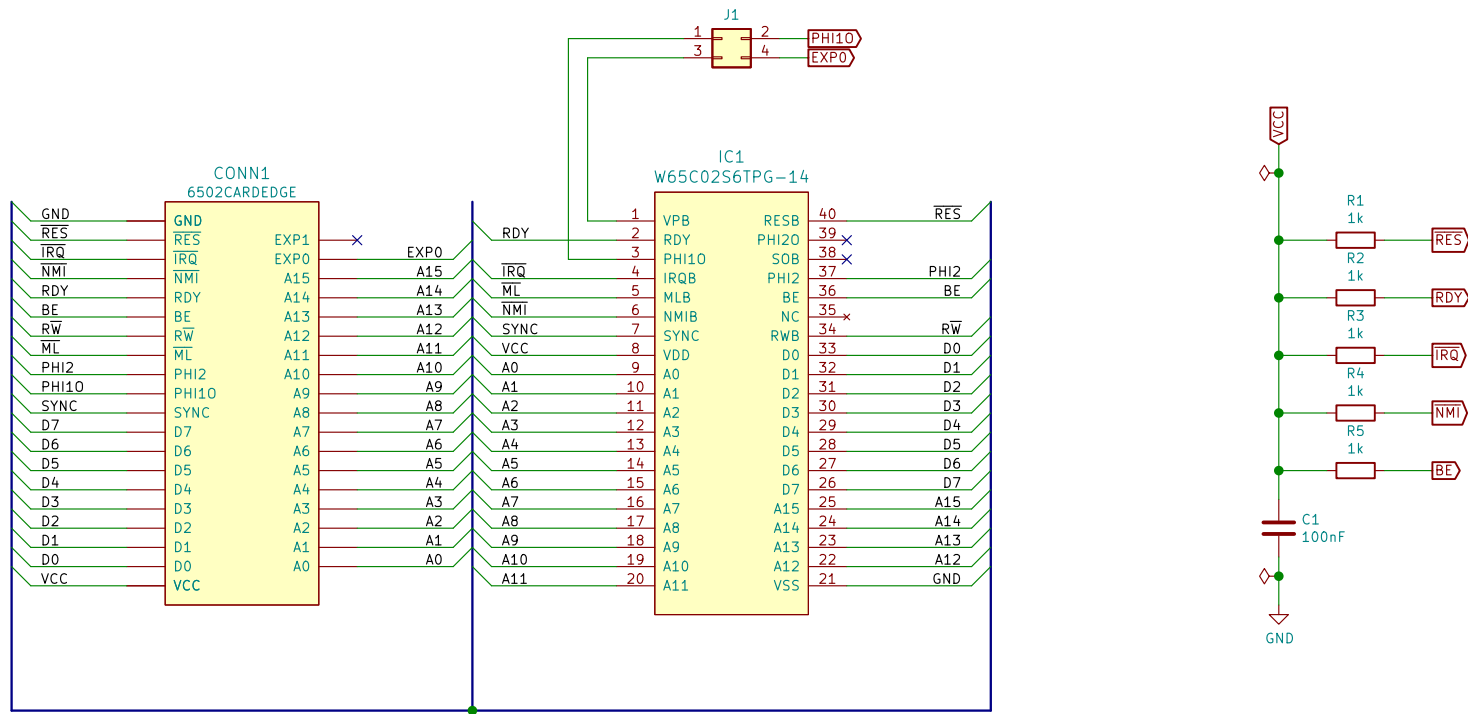 J1
1 2 PHI1O
3 4 EXP0
CONN1
6502CARDEDGE
GND GND
RES RES EXP1
IRQ IRQ EXP0 EXP0
NMI NMI A15 A15
RDY RDY A14 A14
BE BE A13 A13
RW RW A12 A12
ML ML A11 A11
PHI2 PHI2 A10 A10
PHI1O PHI1O A9 A9
SYNC SYNC A8 A8
D7 D7 A7 A7
D6 D6 A6 A6
D5 D5 A5 A5
D4 D4 A4 A4
D3 D3 A3 A3
D2 D2 A2 A2
D1 D1 A1 A1
D0 D0 A0 A0
VCC VCC
IC1
W65C02S6TPG-14
1 VPB RESB 40 RES
RDY 2 RDY PHI2O 39
3 PHI1O SOB 38
IRQ 4 IRQB PHI2 37 PHI2
ML 5 MLB BE 36 BE
NMI 6 NMIB NC 35
SYNC 7 SYNC RWB 34 RW
VCC 8 VDD D0 33 D0
A0 9 A0 D1 32 D1
A1 10 A1 D2 31 D2
A2 11 A2 D3 30 D3
A3 12 A3 D4 29 D4
A4 13 A4 D5 28 D5
A5 14 A5 D6 27 D6
A6 15 A6 D7 26 D7
A7 16 A7 A15 25 A15
A8 17 A8 A14 24 A14
A9 18 A9 A13 23 A13
A10 19 A10 A12 22 A12
A11 20 A11 VSS 21 GND
VCC
R1
1k
RES
R2
1k
RDY
R3
1k
IRQ
R4
1k
NMI
R5
1k
BE
C1
100nF
GND